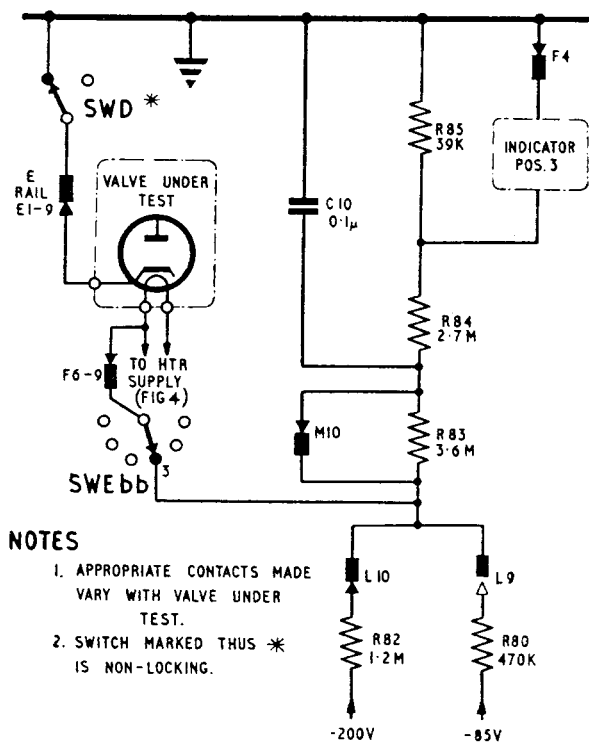 F4
SWD *
R85
39K
INDICATOR
POS.3
E
RAIL
E1-9
VALVE UNDER
TEST
C10
0·1µ
R84
2·7M
F6-9
TO HTR
SUPPLY
(FIG 4)
M10
R83
3·6M
3
SWEbb
NOTES
1. APPROPRIATE CONTACTS MADE
VARY WITH VALVE UNDER
TEST.
2. SWITCH MARKED THUS *
IS NON-LOCKING.
L10
L9
R82
1·2M
R80
470K
-200V
-85V